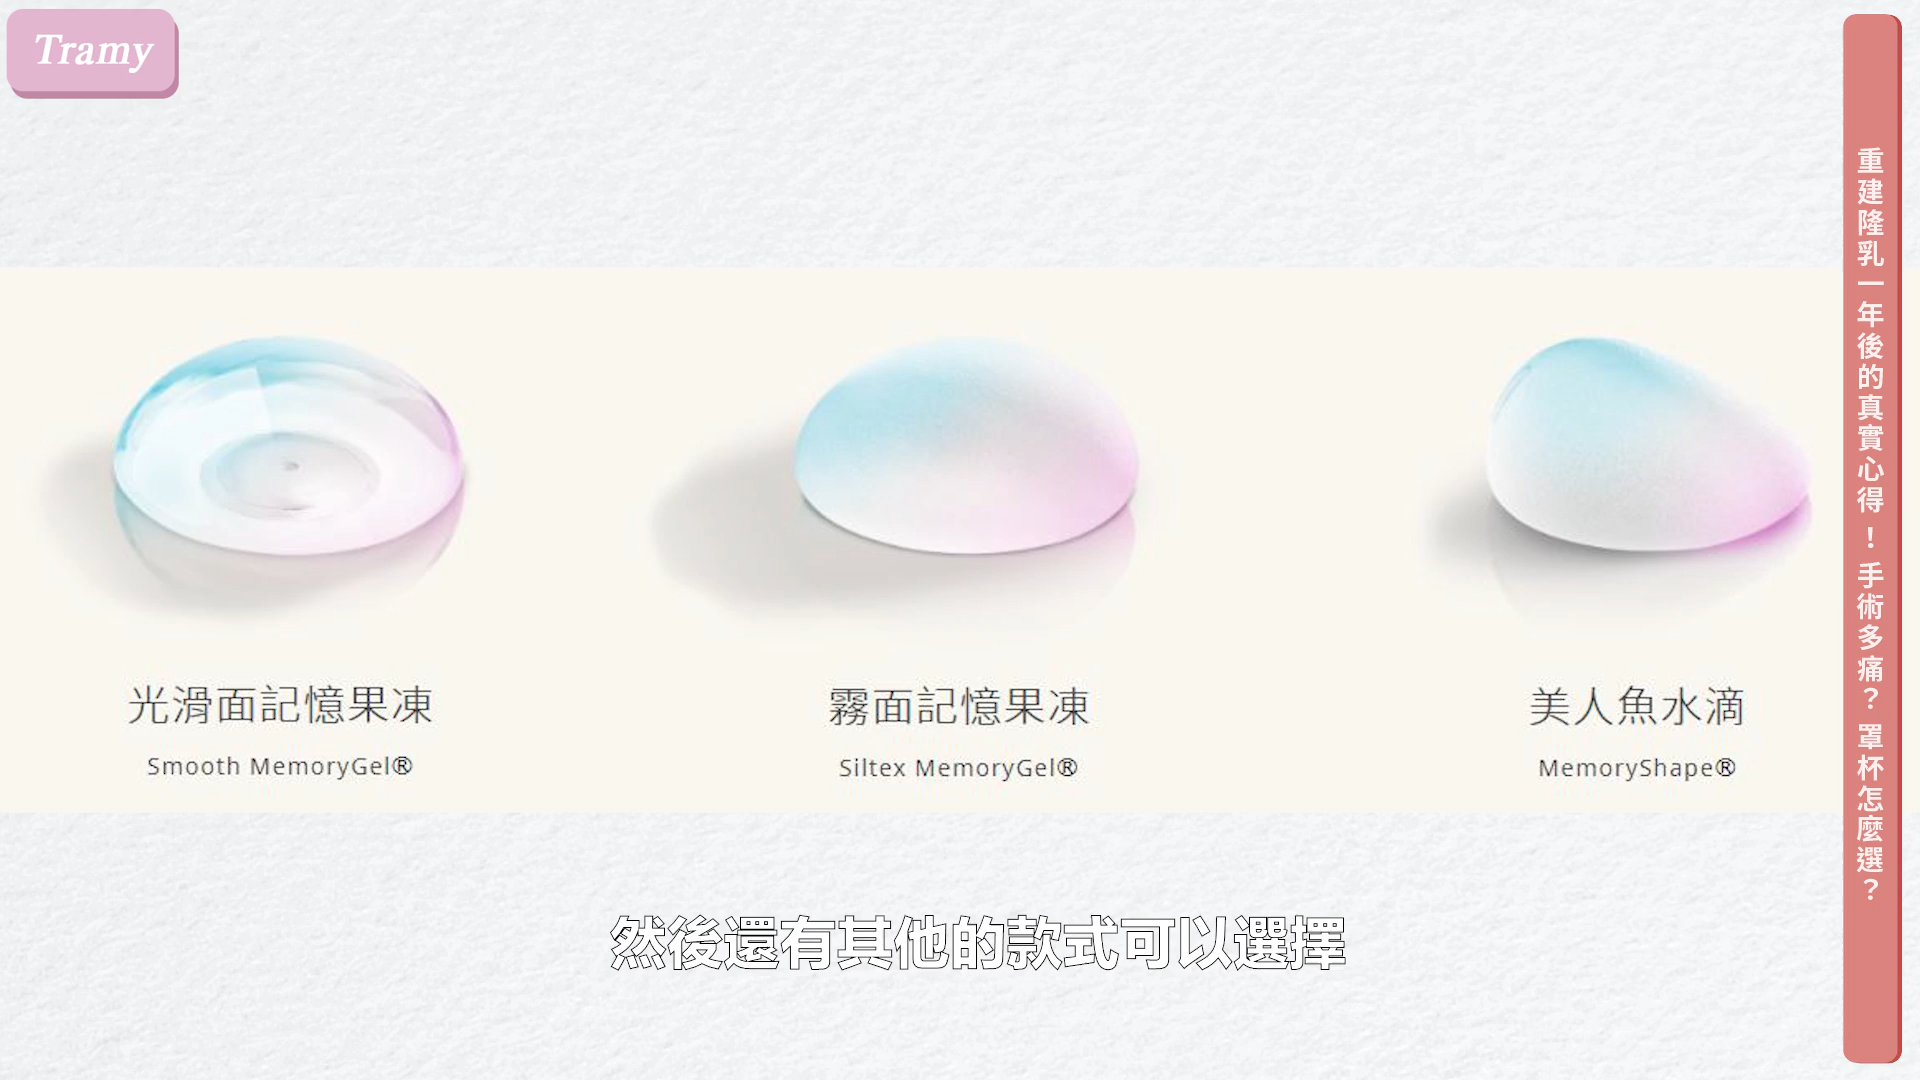 Tramy
重建隆乳一年後的真實心得！手術多痛？罩杯怎麼選？
光滑面記憶果凍
Smooth MemoryGel®
霧面記憶果凍
Siltex MemoryGel®
美人魚水滴
MemoryShape®
然後還有其他的款式可以選擇